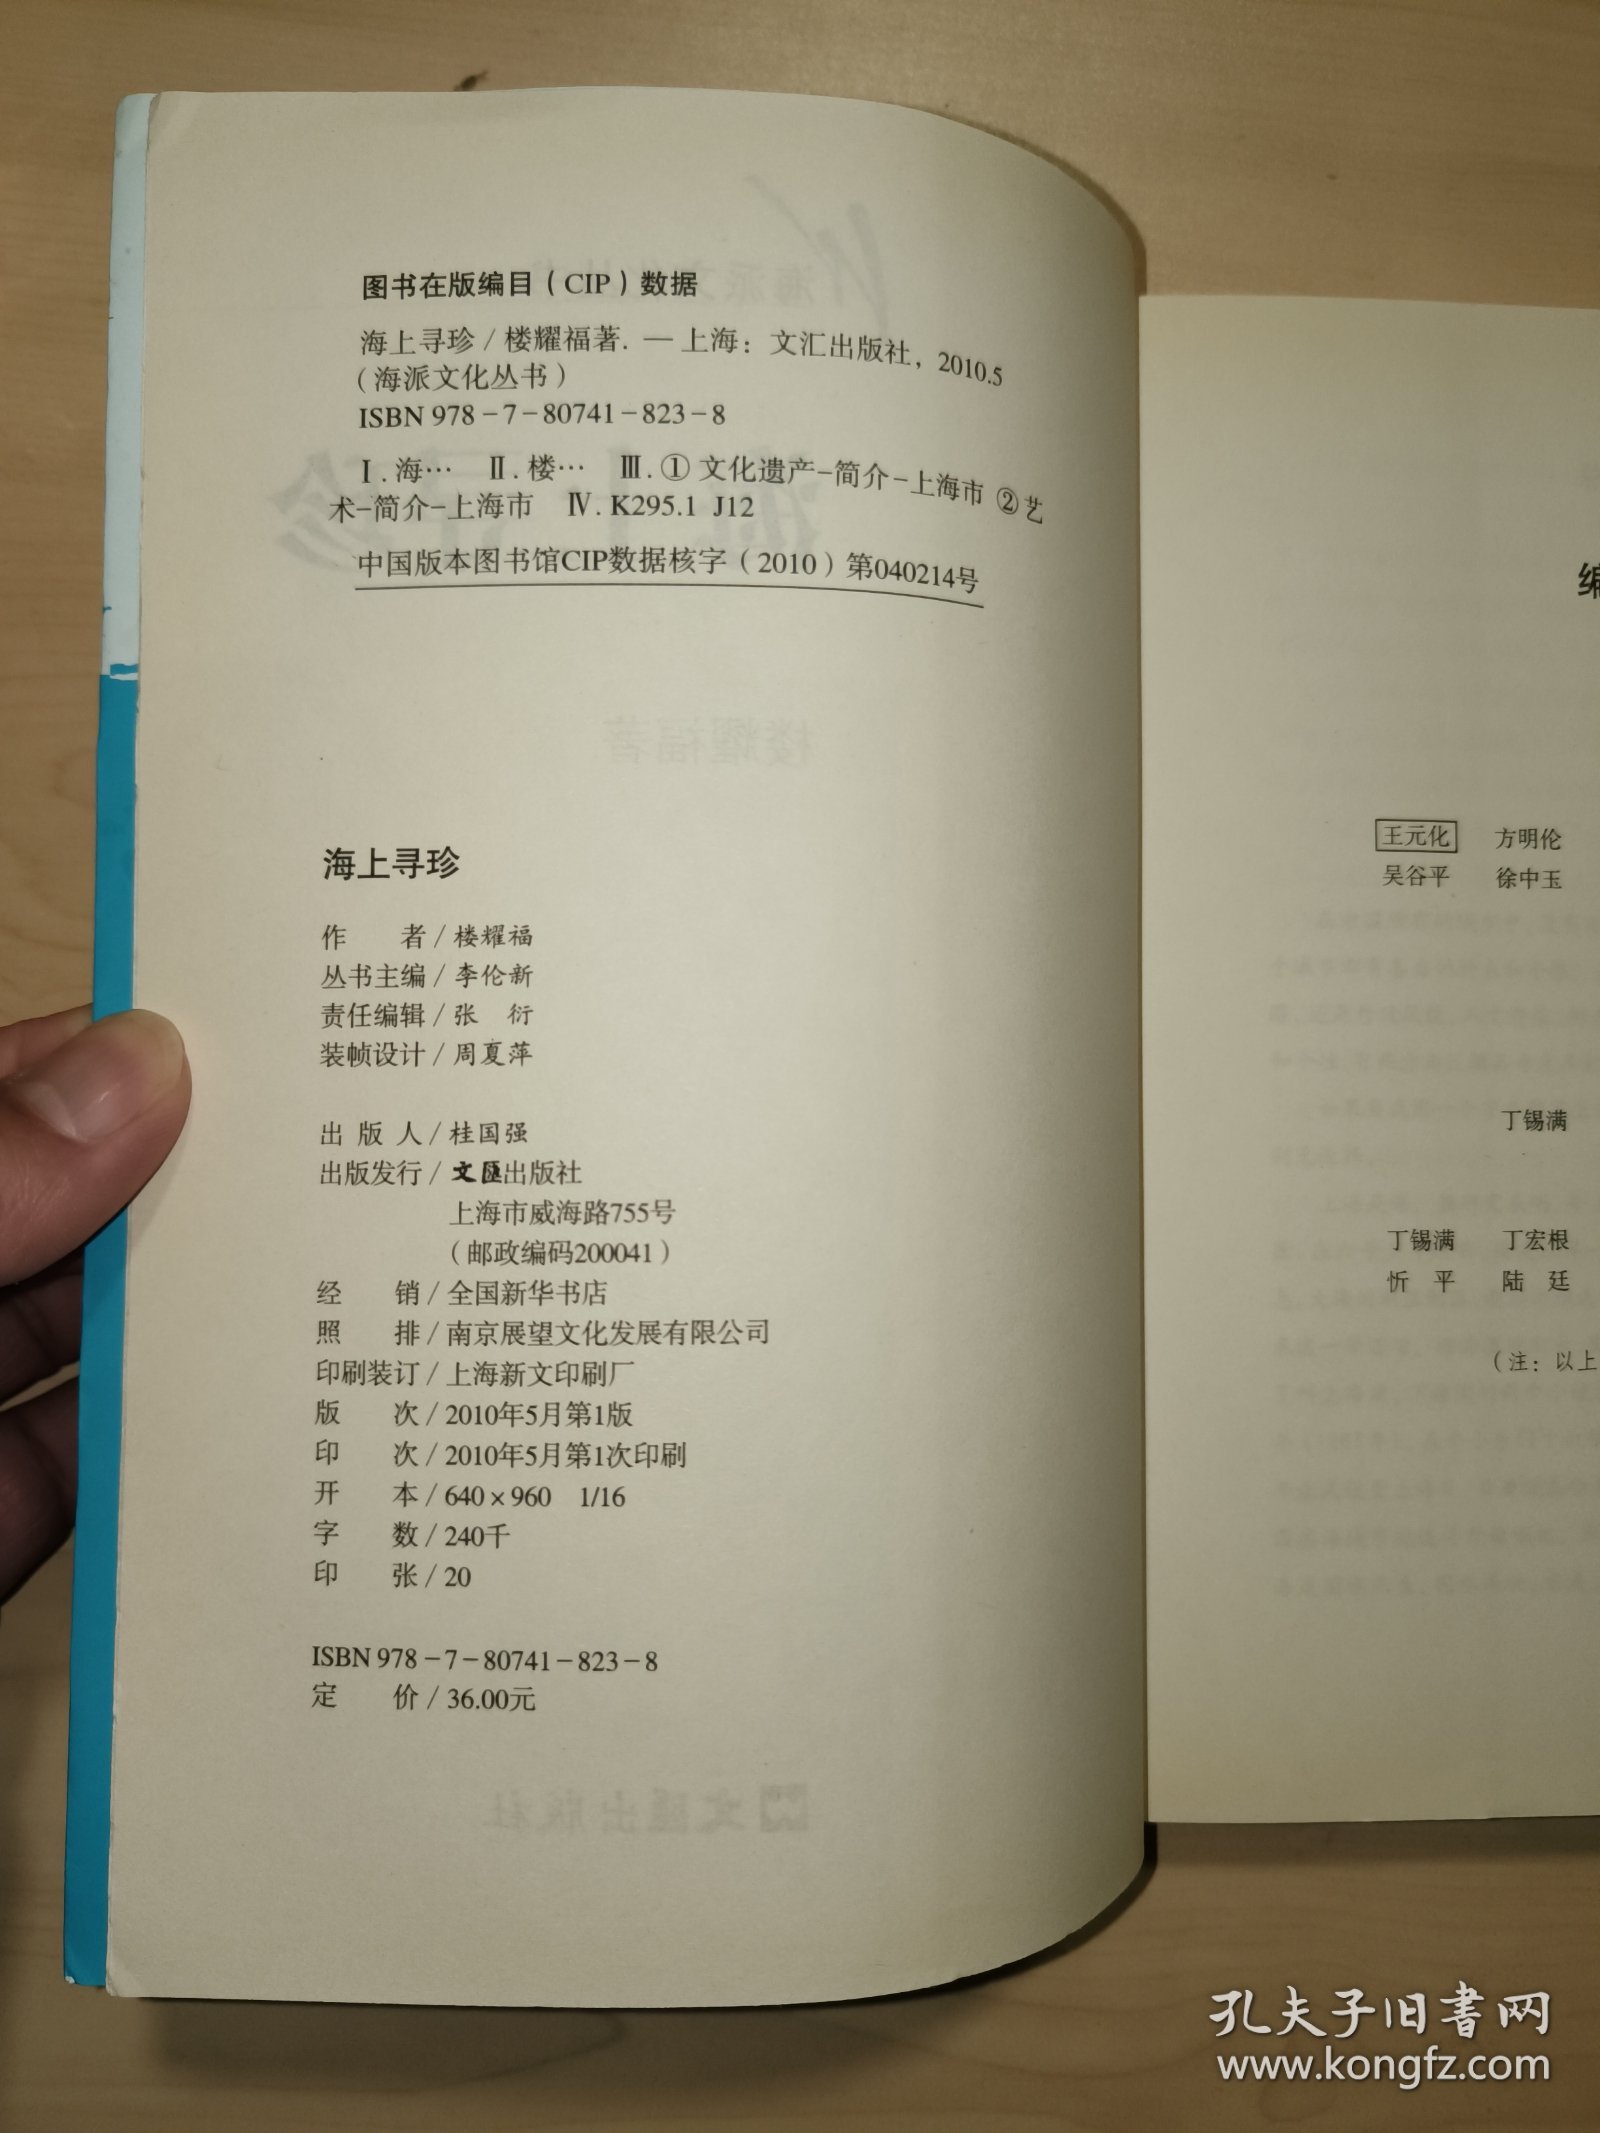 图书在版编目（CIP）数据
海上寻珍 / 楼耀福著. — 上海：文汇出版社，2010.5
（海派文化丛书）
ISBN 978-7-80741-823-8
Ⅰ.海… Ⅱ.楼… Ⅲ.①文化遗产-简介-上海市 ②艺
术-简介-上海市 Ⅳ.K295.1 J12
中国版本图书馆CIP数据核字（2010）第040214号
海上寻珍
作 者 / 楼耀福
丛书主编 / 李伦新
责任编辑 / 张 衍
装帧设计 / 周夏萍
出 版 人 / 桂国强
出版发行 / 文匯出版社
上海市威海路755号
（邮政编码200041）
经 销 / 全国新华书店
照 排 / 南京展望文化发展有限公司
印刷装订 / 上海新文印刷厂
版 次 / 2010年5月第1版
印 次 / 2010年5月第1次印刷
开 本 / 640×960 1/16
字 数 / 240千
印 张 / 20
ISBN 978-7-80741-823-8
定 价 / 36.00元
编
王元化 方明伦
吴谷平 徐中玉
丁锡满
丁锡满 丁宏根
忻 平 陆 廷
（注：以上
孔夫子旧书网
www.kongfz.com